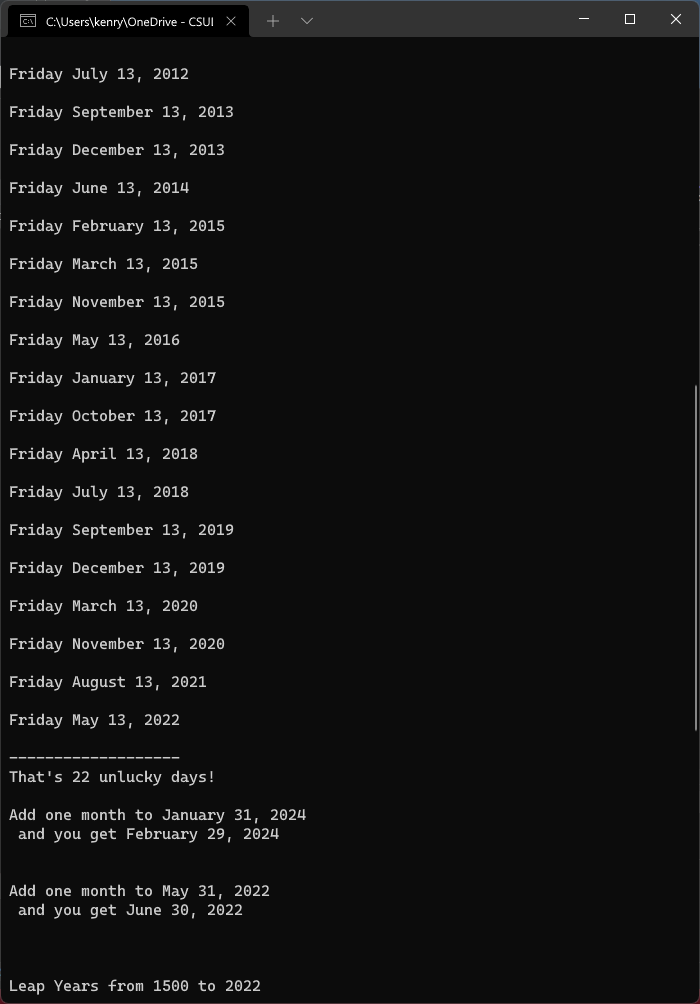 C:\Users\kenry\OneDrive - CSUI
Friday July 13, 2012
Friday September 13, 2013
Friday December 13, 2013
Friday June 13, 2014
Friday February 13, 2015
Friday March 13, 2015
Friday November 13, 2015
Friday May 13, 2016
Friday January 13, 2017
Friday October 13, 2017
Friday April 13, 2018
Friday July 13, 2018
Friday September 13, 2019
Friday December 13, 2019
Friday March 13, 2020
Friday November 13, 2020
Friday August 13, 2021
Friday May 13, 2022
-------------------
That's 22 unlucky days!
Add one month to January 31, 2024
and you get February 29, 2024
Add one month to May 31, 2022
and you get June 30, 2022
Leap Years from 1500 to 2022